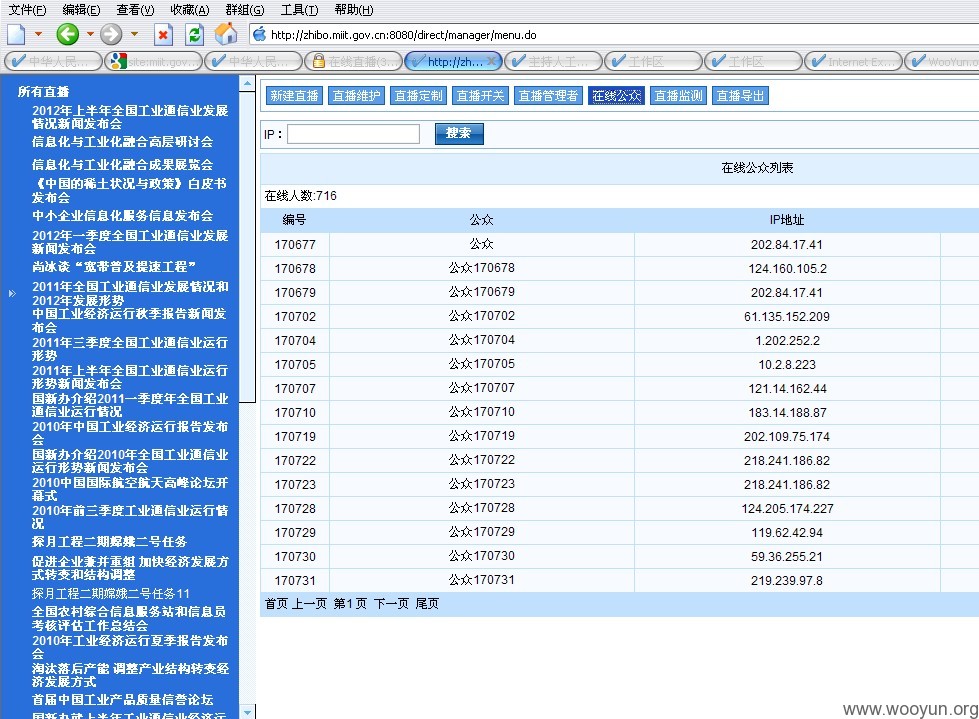 文件(F) 编辑(E) 查看(V) 收藏(A) 群组(G) 工具(T) 帮助(H)
http://zhibo.miit.gov.cn:8080/direct/manager/menu.do
中华人民... site:miit.gov... 中华人民... 在线直播(3... http://zh... 主持人工... 工作区 工作区 Internet Ex... WooYun.o
所有直播
2012年上半年全国工业通信业发展
情况新闻发布会
信息化与工业化融合高层研讨会
信息化与工业化融合成果展览会
《中国的稀土状况与政策》白皮书
发布会
中小企业信息化服务信息发布会
2012年一季度全国工业通信业发展
新闻发布会
尚冰谈“宽带普及提速工程”
2011年全国工业通信业发展情况和
2012年发展形势
中国工业经济运行秋季报告新闻发
布会
2011年三季度全国工业通信业运行
形势
2011年上半年全国工业通信业运行
形势新闻发布会
国新办介绍2011一季度年全国工业
通信业运行情况
2010年中国工业经济运行报告发布
会
国新办介绍2010年全国工业通信业
运行形势新闻发布会
2010中国国际航空航天高峰论坛开
幕式
2010年前三季度工业通信业运行情
况
探月工程二期嫦娥二号任务
促进企业兼并重组 加快经济发展方
式转变和结构调整
探月工程二期嫦娥二号任务11
全国农村综合信息服务站和信息员
考核评估工作总结会
2010年工业经济运行夏季报告发布
会
淘汰落后产能 调整产业结构转变经
济发展方式
首届中国工业产品质量信誉论坛
国新办就上半年工业通信业经济运
新建直播 直播维护 直播定制 直播开关 直播管理者 在线公众 直播监测 直播导出
IP： 搜索
在线公众列表
在线人数:716
编号 公众 IP地址
170677 公众 202.84.17.41
170678 公众170678 124.160.105.2
170679 公众170679 202.84.17.41
170702 公众170702 61.135.152.209
170704 公众170704 1.202.252.2
170705 公众170705 10.2.8.223
170707 公众170707 121.14.162.44
170710 公众170710 183.14.188.87
170719 公众170719 202.109.75.174
170722 公众170722 218.241.186.82
170723 公众170723 218.241.186.82
170728 公众170728 124.205.174.227
170729 公众170729 119.62.42.94
170730 公众170730 59.36.255.21
170731 公众170731 219.239.97.8
首页 上一页 第1页 下一页 尾页
www.wooyun.org